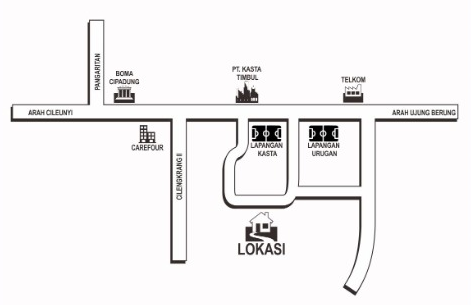 PANGARITAN
BOMA
CIPADUNG
PT. KASTA
TIMBUL
TELKOM
ARAH CILEUNYI
ARAH UJUNG BERUNG
CAREFOUR
CILENGKRANG II
LAPANGAN
KASTA
LAPANGAN
URUGAN
LOKASI